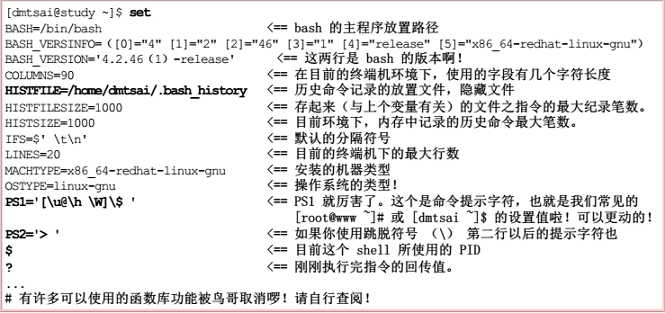 [dmtsai@study ~]$ set
BASH=/bin/bash <== bash 的主程序放置路径
BASH_VERSINFO=（[0]="4" [1]="2" [2]="46" [3]="1" [4]="release" [5]="x86_64-redhat-linux-gnu"）
BASH_VERSION='4.2.46（1）-release' <== 这两行是 bash 的版本啊！
COLUMNS=90 <== 在目前的终端机环境下，使用的字段有几个字符长度
HISTFILE=/home/dmtsai/.bash_history <== 历史命令记录的放置文件，隐藏文件
HISTFILESIZE=1000 <== 存起来（与上个变量有关）的文件之指令的最大纪录笔数。
HISTSIZE=1000 <== 目前环境下，内存中记录的历史命令最大笔数。
IFS=$' \t\n' <== 默认的分隔符号
LINES=20 <== 目前的终端机下的最大行数
MACHTYPE=x86_64-redhat-linux-gnu <== 安装的机器类型
OSTYPE=linux-gnu <== 操作系统的类型！
PS1='[\u@\h \W]\$ ' <== PS1 就厉害了。这个是命令提示字符，也就是我们常见的
[root@www ~]# 或 [dmtsai ~]$ 的设置值啦！可以更动的！
PS2='> ' <== 如果你使用跳脱符号 （\） 第二行以后的提示字符也
$ <== 目前这个 shell 所使用的 PID
? <== 刚刚执行完指令的回传值。
...
# 有许多可以使用的函数库功能被鸟哥取消啰！请自行查阅！